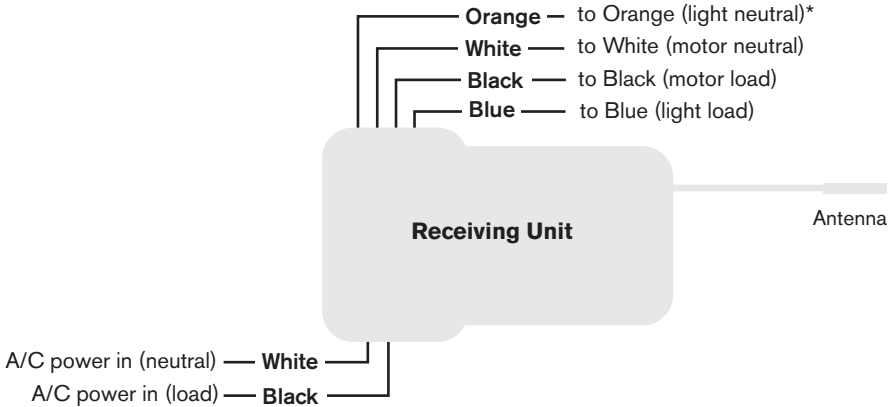 Orange to Orange (light neutral)*
White to White (motor neutral)
Black to Black (motor load)
Blue to Blue (light load)
Receiving Unit
Antenna
A/C power in (neutral) White
A/C power in (load) Black